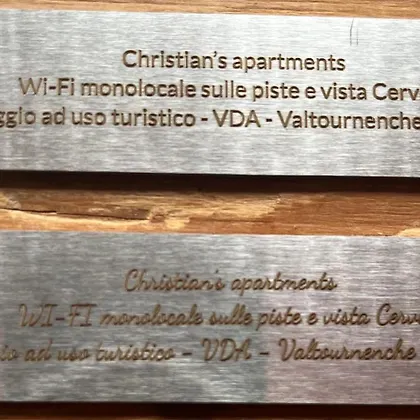 Christian's apartments
Wi-Fi monolocale sulle piste e vista Cerv
ggio ad uso turistico - VDA - Valtournenche
Christian's apartments
WI-FI monolocale sulle piste e vista Cerv
io ad uso turistico - VDA - Valtournenche